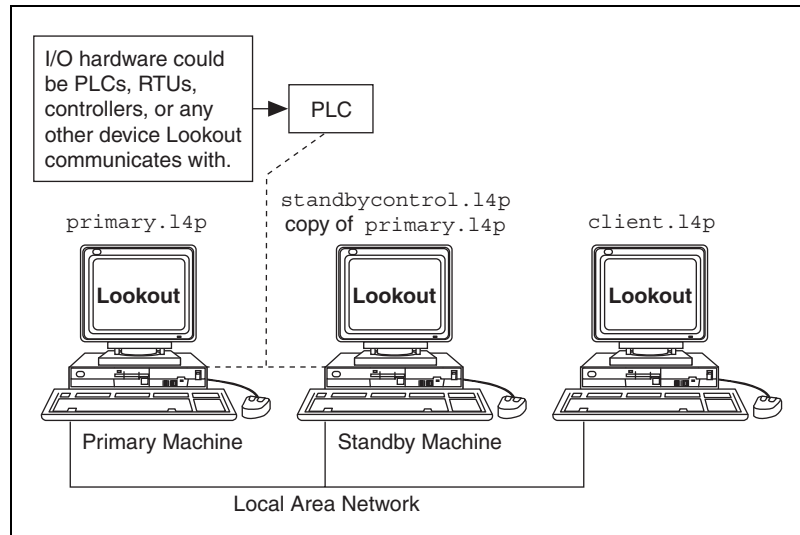 I/O hardware could
be PLCs, RTUs,
controllers, or any
other device Lookout
communicates with.
PLC
standbycontrol.l4p
copy of primary.l4p
primary.l4p
client.l4p
Lookout
Lookout
Lookout
Primary Machine
Standby Machine
Local Area Network